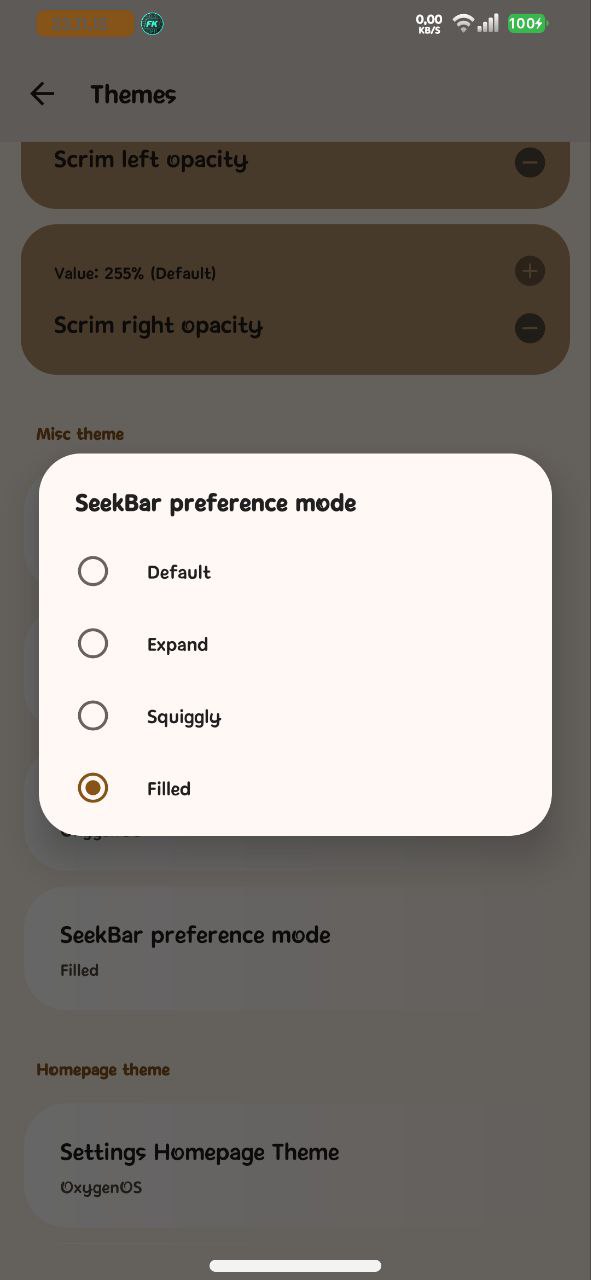 FK
0,00
KB/S
100
Themes
Scrim left opacity
Value: 255% (Default)
Scrim right opacity
Misc theme
SeekBar preference mode
Default
Expand
Squiggly
Filled
SeekBar preference mode
Filled
Homepage theme
Settings Homepage Theme
OxygenOS